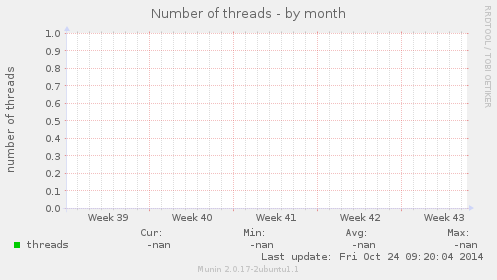 Number of threads - by month
RRDTOOL / TOBI OETIKER
number of threads
1.0
0.9
0.8
0.7
0.6
0.5
0.4
0.3
0.2
0.1
0.0
Week 39 Week 40 Week 41 Week 42 Week 43
Cur: Min: Avg: Max:
threads -nan -nan -nan -nan
Last update: Fri Oct 24 09:20:04 2014
Munin 2.0.17-2ubuntu1.1